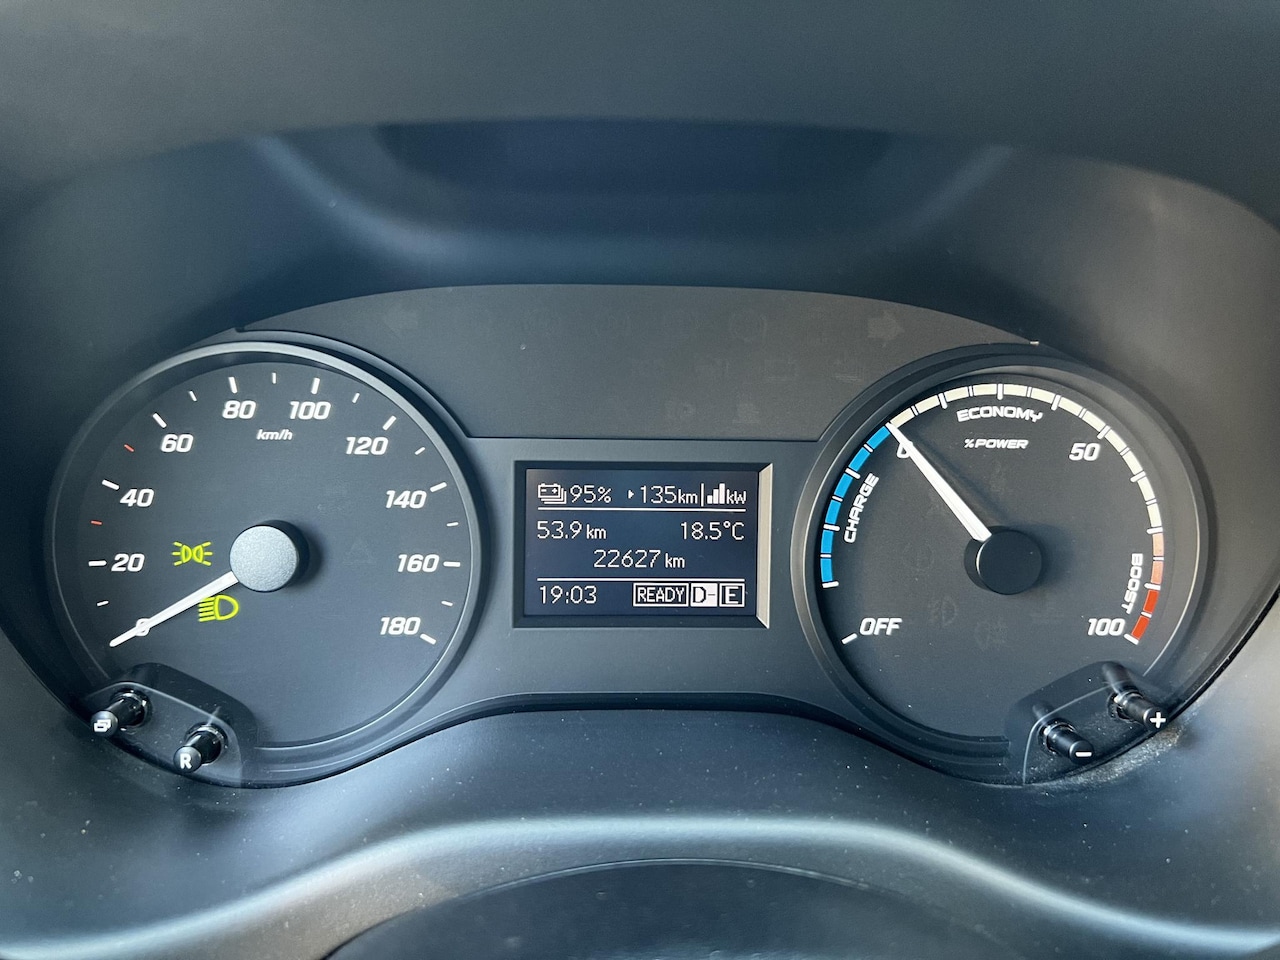 0
20
40
60
80
100
120
140
160
180
km/h
R
95% 135km kW
53.9 km 18.5°C
22627 km
19:03 READY D- E
OFF
CHARGE
0
ECONOMY
% POWER
50
BOOST
100
-
+